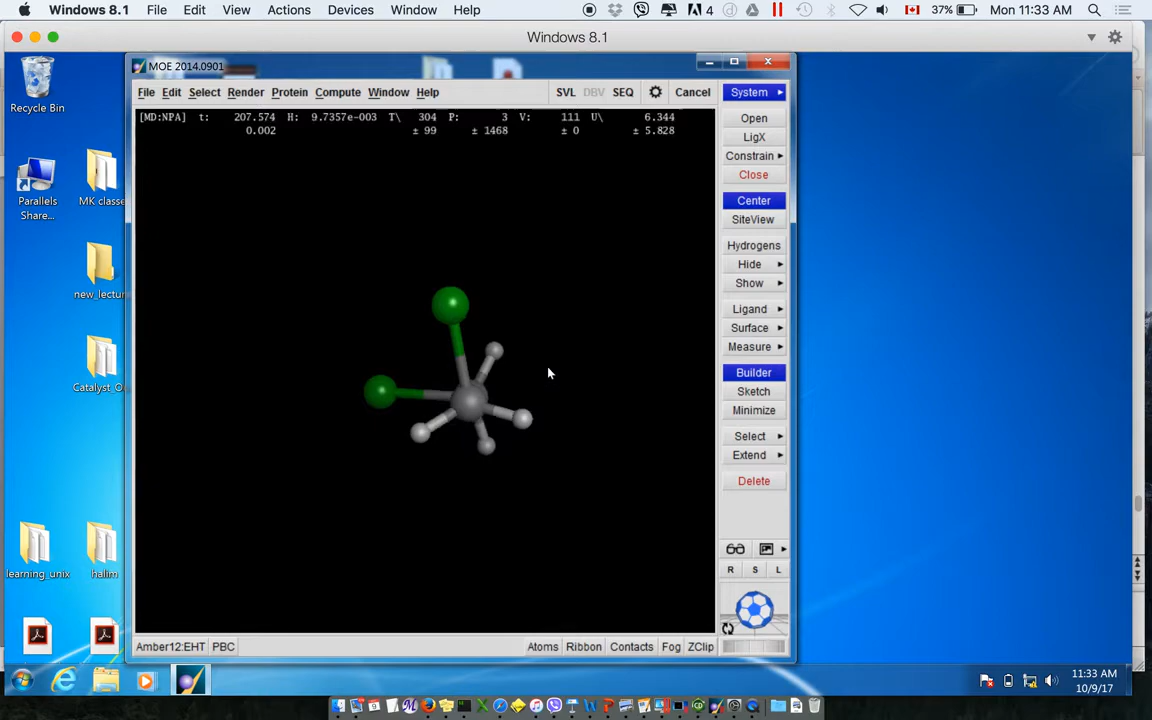 Windows 8.1 File Edit View Actions Devices Window Help 4 37% Mon 11:33 AM
Windows 8.1
MOE 2014.0901
Recycle Bin
File Edit Select Render Protein Compute Window Help SVL DBV SEQ Cancel System
[MD:NPA] t: 207.574 H: 9.7357e-003 T\ 304 P: 3 V: 111 U\ 6.344
0.002 ± 99 ± 1468 ± 0 ± 5.828
Open
LigX
Constrain
Close
Parallels
Share...
MK classe
Center
SiteView
Hydrogens
Hide
Show
new_lectur
Ligand
Surface
Measure
Builder
Sketch
Minimize
Select
Extend
Delete
learning_unix
halim
R S L
Amber12:EHT PBC Atoms Ribbon Contacts Fog ZClip
11:33 AM
10/9/17